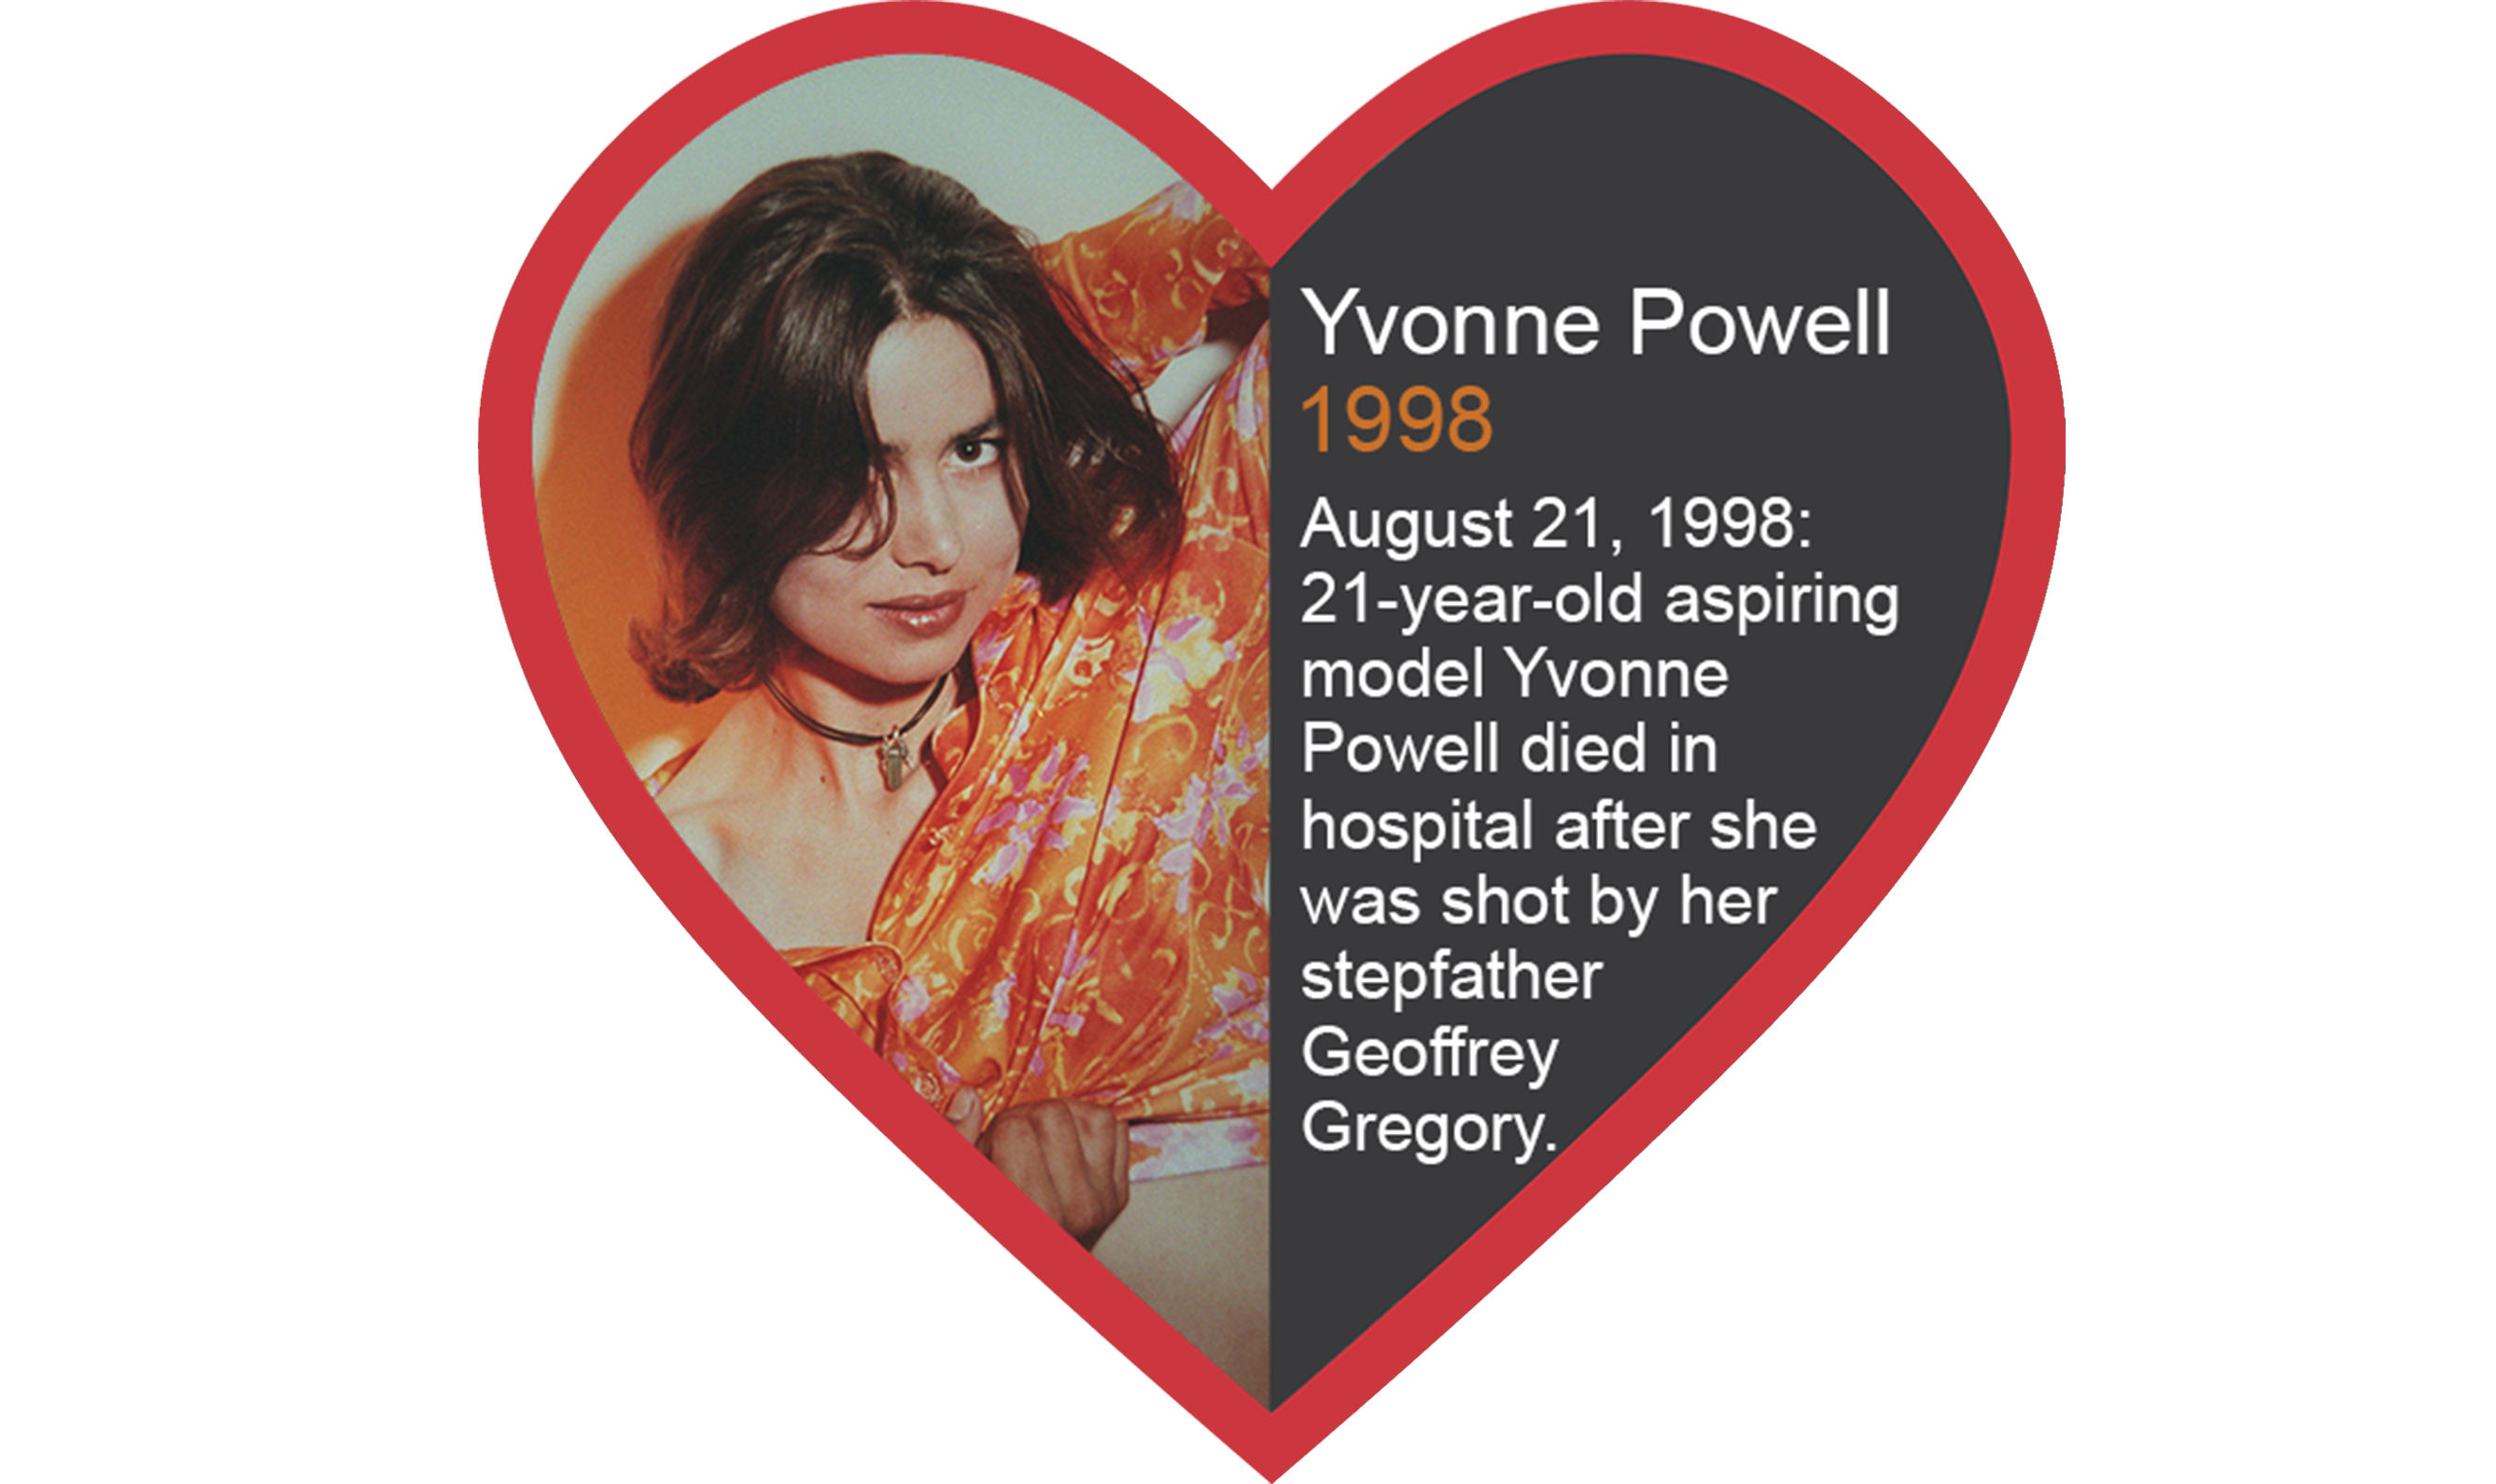 Yvonne Powell
1998
August 21, 1998:
21-year-old aspiring
model Yvonne
Powell died in
hospital after she
was shot by her
stepfather
Geoffrey
Gregory.